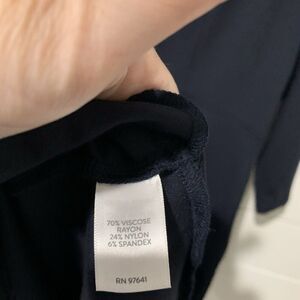 70% VISCOSE
RAYON
24% NYLON
6% SPANDEX
RN 97641